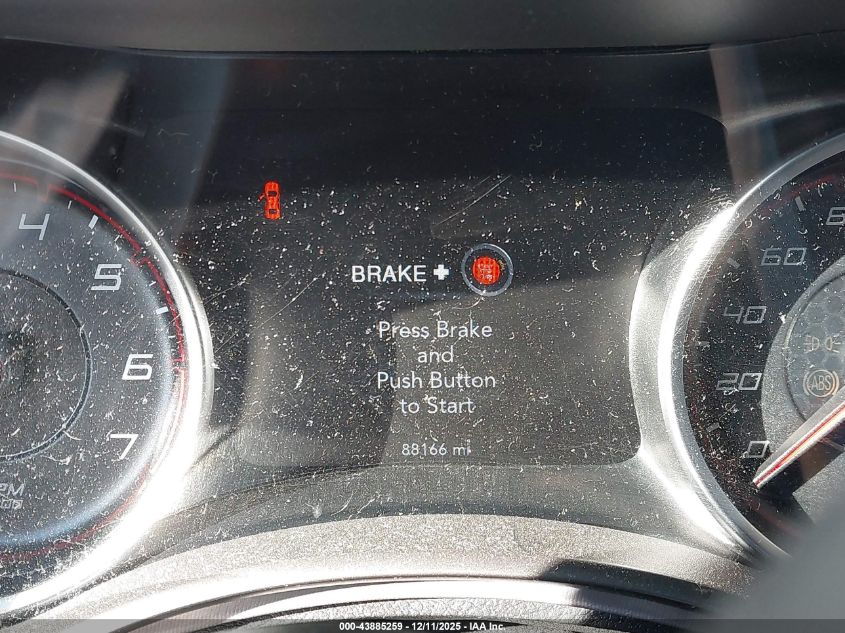 4
5
6
7
BRAKE +
Press Brake
and
Push Button
to Start
88166 mi
60
40
20
0
ABS
000-43885259 - 12/11/2025 - IAA Inc.